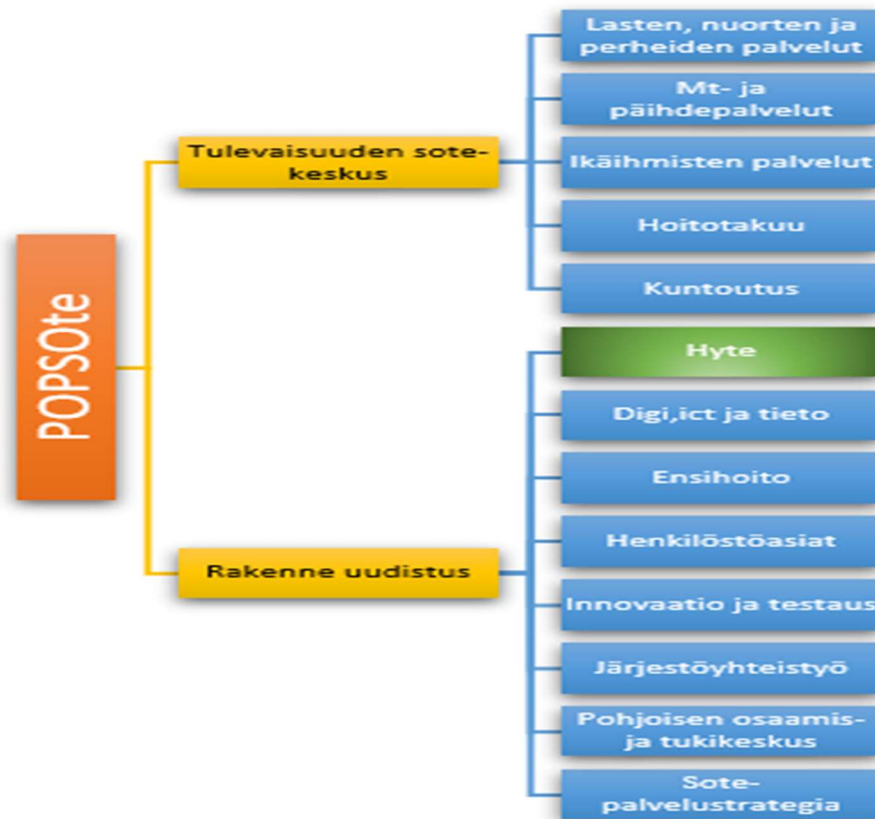 POPSOte
Tulevaisuuden sote-
keskus
Lasten, nuorten ja
perheiden palvelut
Mt- ja
päihdepalvelut
Ikäihmisten palvelut
Hoitotakuu
Kuntoutus
Rakenne uudistus
Hyte
Digi,ict ja tieto
Ensihoito
Henkilöstöasiat
Innovaatio ja testaus
Järjestöyhteistyö
Pohjoisen osaamis-
ja tukikeskus
Sote-
palvelustrategia